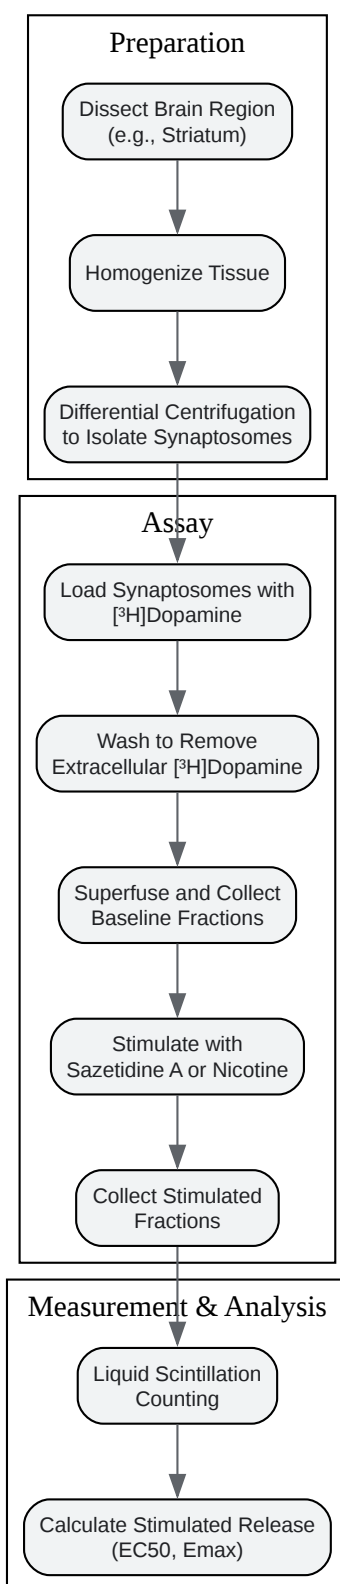 Preparation
Dissect Brain Region
(e.g., Striatum)
Homogenize Tissue
Differential Centrifugation
to Isolate Synaptosomes
Assay
Load Synaptosomes with
[³H]Dopamine
Wash to Remove
Extracellular [³H]Dopamine
Superfuse and Collect
Baseline Fractions
Stimulate with
Sazetidine A or Nicotine
Collect Stimulated
Fractions
Measurement & Analysis
Liquid Scintillation
Counting
Calculate Stimulated Release
(EC50, Emax)